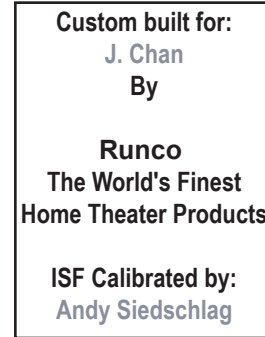 Custom built for:
J. Chan
By
Runco
The World's Finest
Home Theater Products
ISF Calibrated by:
Andy Siedschlag